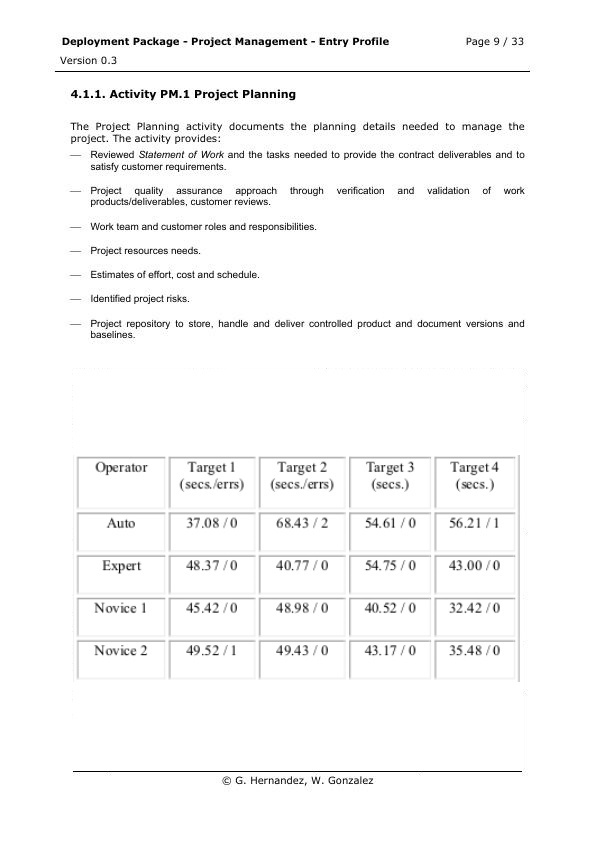 Deployment Package - Project Management - Entry Profile Page 9 / 33
Version 0.3
4.1.1. Activity PM.1 Project Planning
The Project Planning activity documents the planning details needed to manage the
project. The activity provides:
— Reviewed Statement of Work and the tasks needed to provide the contract deliverables and to
satisfy customer requirements.
— Project quality assurance approach through verification and validation of work
products/deliverables, customer reviews.
— Work team and customer roles and responsibilities.
— Project resources needs.
— Estimates of effort, cost and schedule.
— Identified project risks.
— Project repository to store, handle and deliver controlled product and document versions and
baselines.
Operator Target 1 Target 2 Target 3 Target 4
(secs./errs) (secs./errs) (secs.) (secs.)
Auto 37.08 / 0 68.43 / 2 54.61 / 0 56.21 / 1
Expert 48.37 / 0 40.77 / 0 54.75 / 0 43.00 / 0
Novice 1 45.42 / 0 48.98 / 0 40.52 / 0 32.42 / 0
Novice 2 49.52 / 1 49.43 / 0 43.17 / 0 35.48 / 0
© G. Hernandez, W. Gonzalez